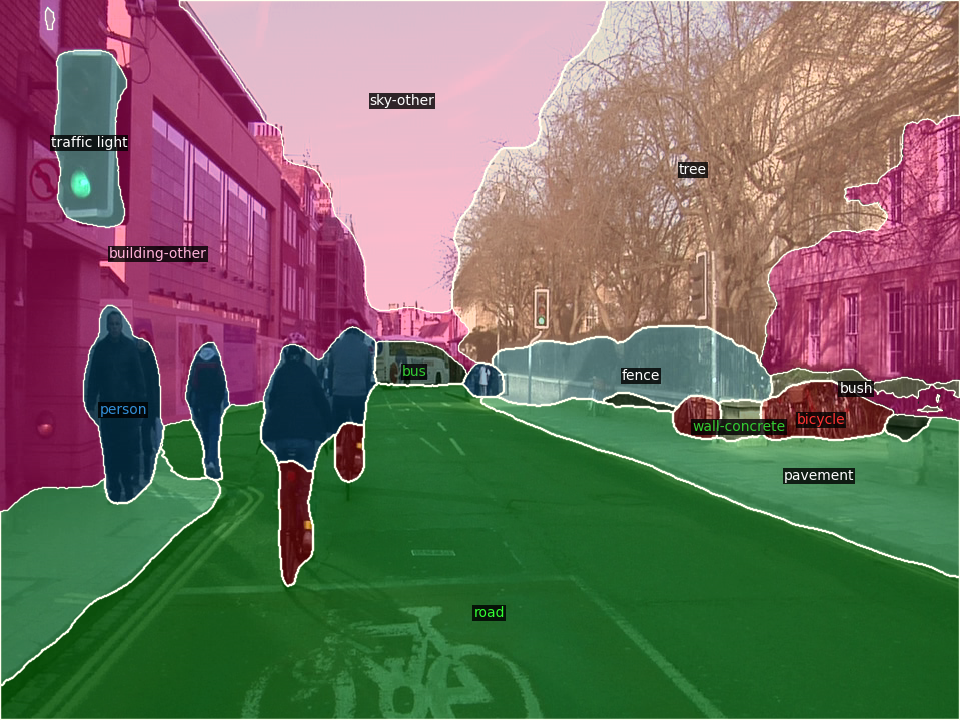 sky-other
traffic light
tree
building-other
bus
fence
bush
person
bicycle
wall-concrete
pavement
road